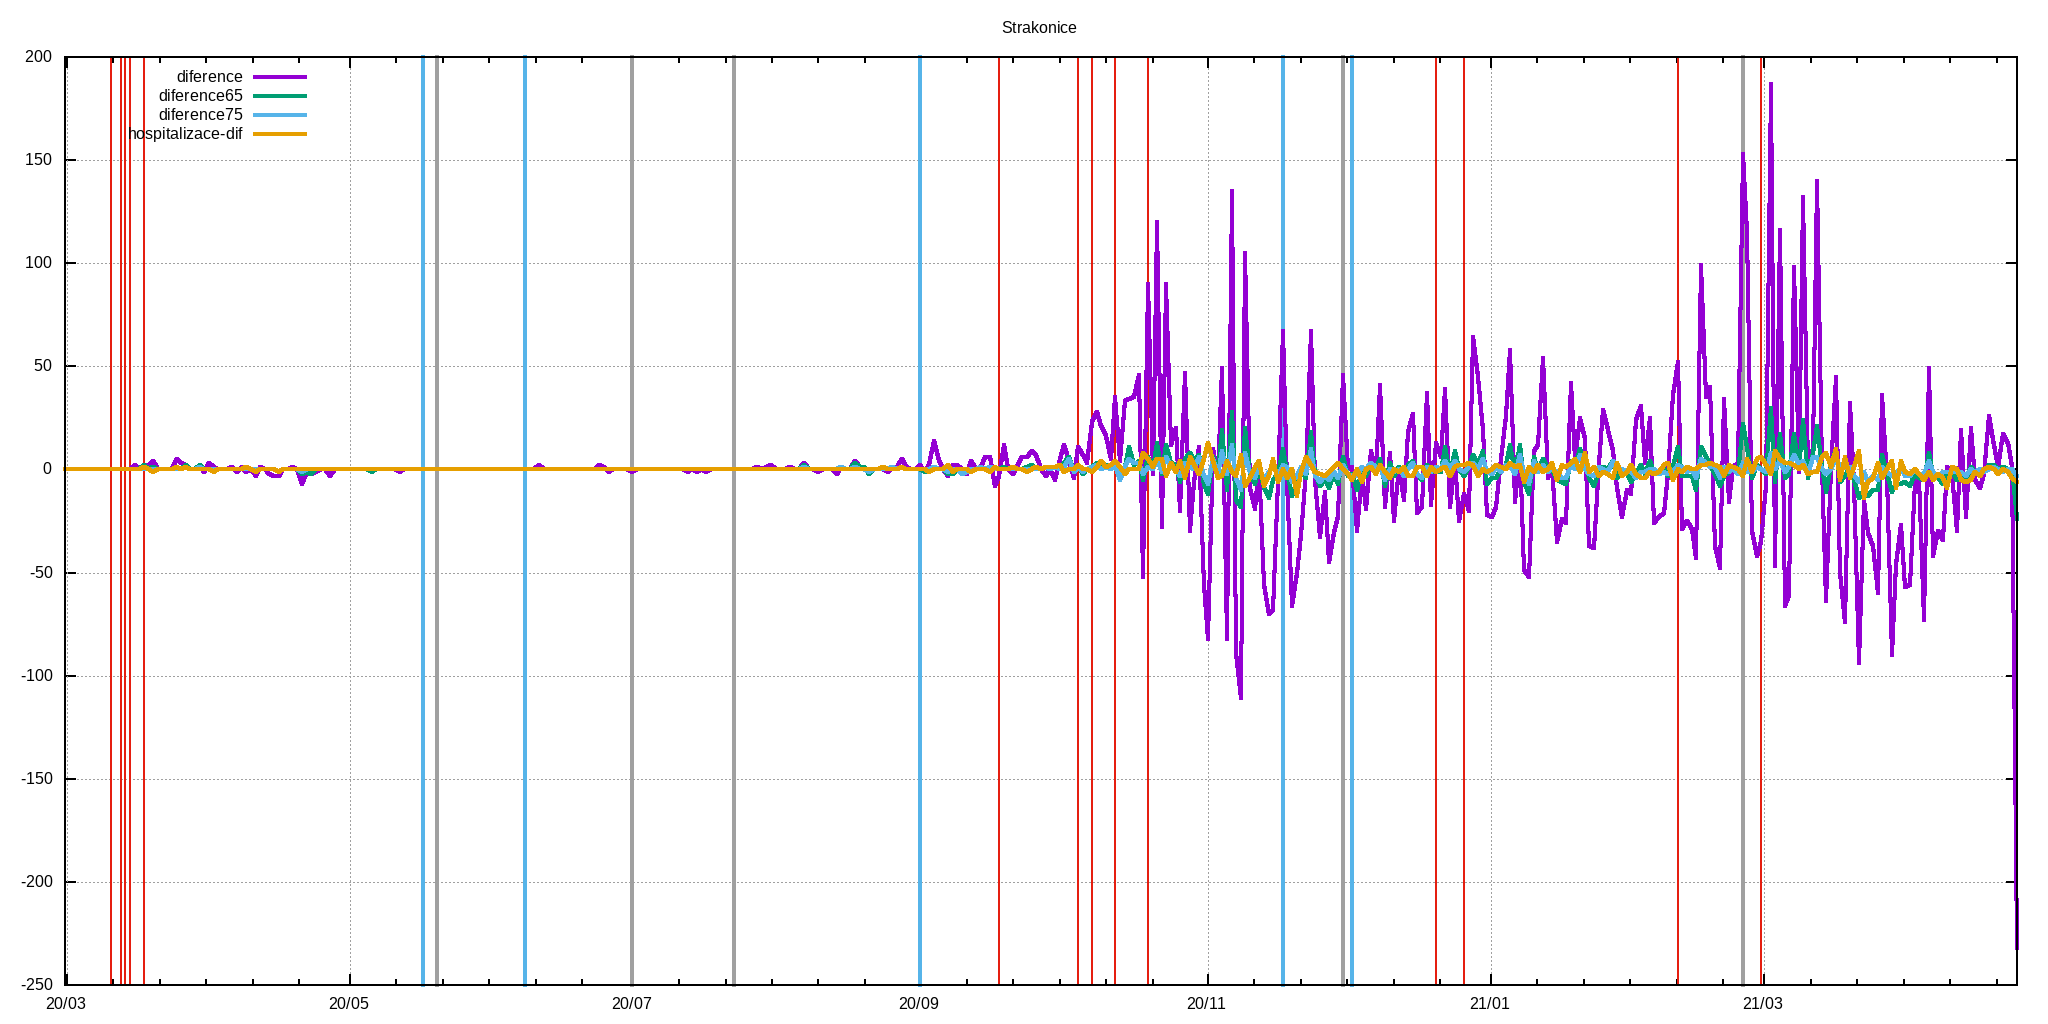 Strakonice
200
diference
diference65
diference75
hospitalizace-dif
150
100
50
0
-50
-100
-150
-200
-250
20/03 20/05 20/07 20/09 20/11 21/01 21/03